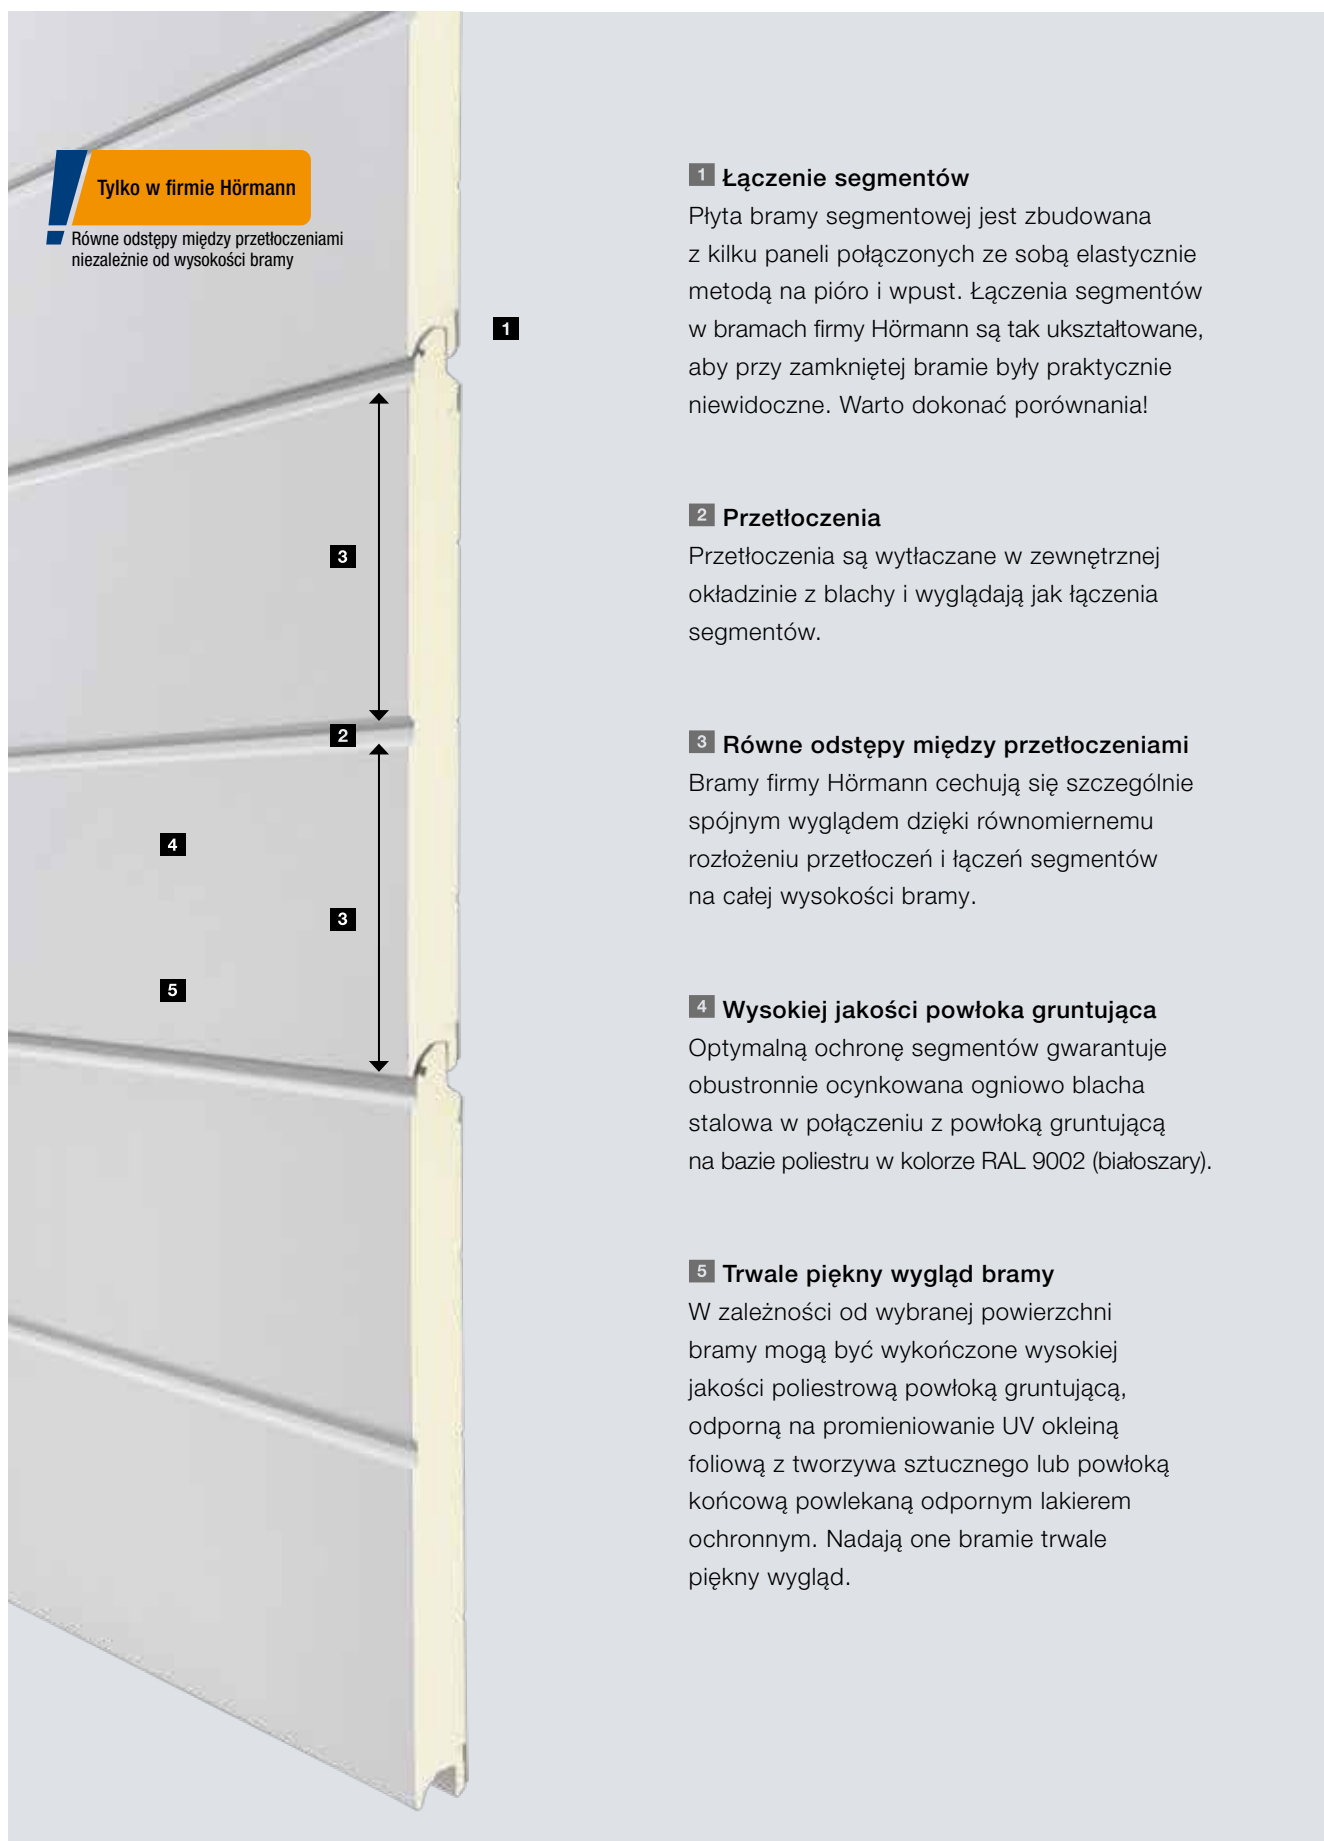 Tylko w firmie Hörmann
Równe odstępy między przetłoczeniami
niezależnie od wysokości bramy
1
3
2
4
3
5
1 Łączenie segmentów
Płyta bramy segmentowej jest zbudowana
z kilku paneli połączonych ze sobą elastycznie
metodą na pióro i wpust. Łączenia segmentów
w bramach firmy Hörmann są tak ukształtowane,
aby przy zamkniętej bramie były praktycznie
niewidoczne. Warto dokonać porównania!
2 Przetłoczenia
Przetłoczenia są wytłaczane w zewnętrznej
okładzinie z blachy i wyglądają jak łączenia
segmentów.
3 Równe odstępy między przetłoczeniami
Bramy firmy Hörmann cechują się szczególnie
spójnym wyglądem dzięki równomiernemu
rozłożeniu przetłoczeń i łączeń segmentów
na całej wysokości bramy.
4 Wysokiej jakości powłoka gruntująca
Optymalną ochronę segmentów gwarantuje
obustronnie ocynkowana ogniowo blacha
stalowa w połączeniu z powłoką gruntującą
na bazie poliestru w kolorze RAL 9002 (białoszary).
5 Trwale piękny wygląd bramy
W zależności od wybranej powierzchni
bramy mogą być wykończone wysokiej
jakości poliestrową powłoką gruntującą,
odporną na promieniowanie UV okleiną
foliową z tworzywa sztucznego lub powłoką
końcową powlekaną odpornym lakierem
ochronnym. Nadają one bramie trwale
piękny wygląd.